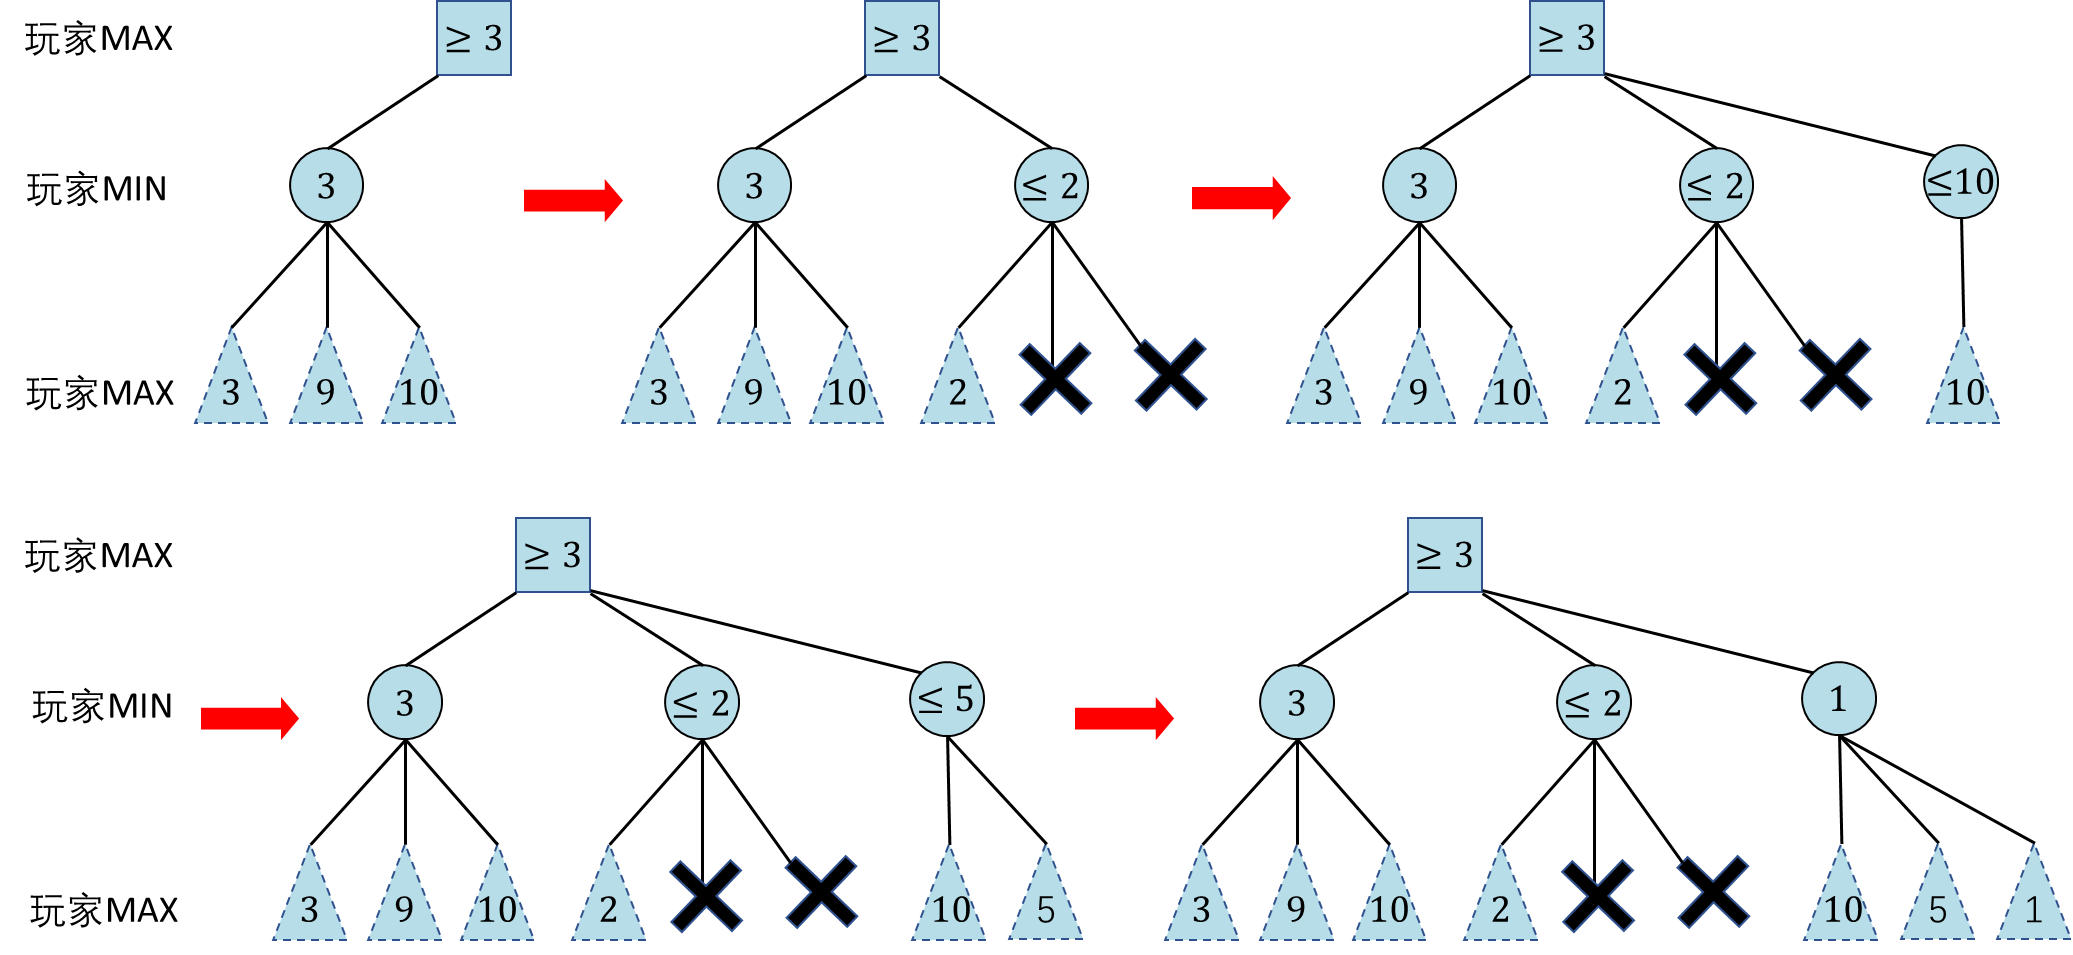 玩家MAX ≥ 3 ≥ 3 ≥ 3
玩家MIN 3 3 ≤ 2 3 ≤ 2 ≤10
玩家MAX 3 9 10 3 9 10 2 3 9 10 2 10
玩家MAX ≥ 3 ≥ 3
玩家MIN 3 ≤ 2 ≤ 5 3 ≤ 2 1
玩家MAX 3 9 10 2 10 5 3 9 10 2 10 5 1